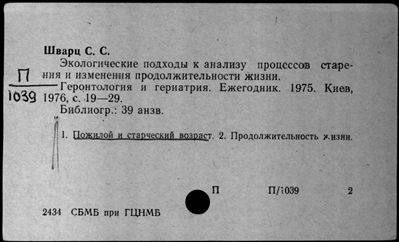 Шварц С. С.
Экологические подходы к анализу процессов старе-
ния и изменения продолжительности жизни.
П
1039
Геронтология и гериатрия. Ежегодник. 1975. Киев,
1976, с. 19—29.
Библиогр.: 39 анзв.
1. Пожилой и старческий возраст. 2. Продолжительность жизни.
П П/1039 2
2434 СБМБ при ГЦНМБ